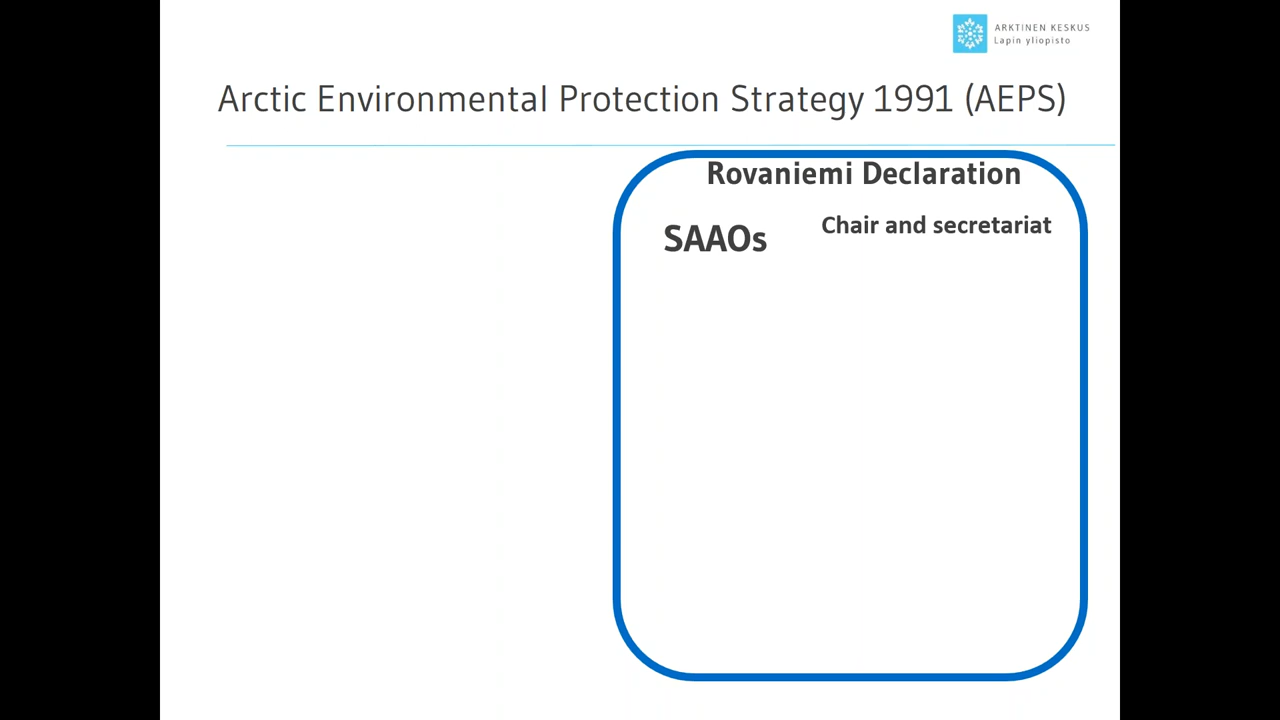 ARKTINEN KESKUS
Lapin yliopisto
Arctic Environmental Protection Strategy 1991 (AEPS)
Rovaniemi Declaration
SAAOs
Chair and secretariat